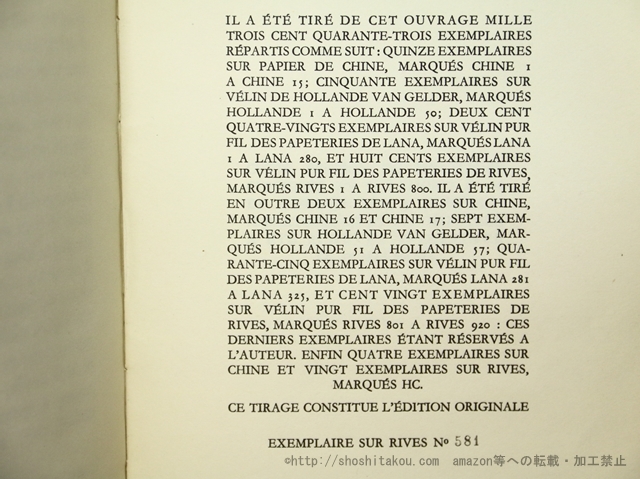 IL A ÉTÉ TIRÉ DE CET OUVRAGE MILLE
TROIS CENT QUARANTE-TROIS EXEMPLAIRES
RÉPARTIS COMME SUIT : QUINZE EXEMPLAIRES
SUR PAPIER DE CHINE, MARQUÉS CHINE 1
A CHINE 15; CINQUANTE EXEMPLAIRES SUR
VÉLIN DE HOLLANDE VAN GELDER, MARQUÉS
HOLLANDE 1 A HOLLANDE 50; DEUX CENT
QUATRE-VINGTS EXEMPLAIRES SUR VÉLIN PUR
FIL DES PAPETERIES DE LANA, MARQUÉS LANA
1 A LANA 280, ET HUIT CENTS EXEMPLAIRES
SUR VÉLIN PUR FIL DES PAPETERIES DE RIVES,
MARQUÉS RIVES 1 A RIVES 800. IL A ÉTÉ TIRÉ
EN OUTRE DEUX EXEMPLAIRES SUR CHINE,
MARQUÉS CHINE 16 ET CHINE 17; SEPT EXEM-
PLAIRES SUR HOLLANDE VAN GELDER, MAR-
QUÉS HOLLANDE 51 A HOLLANDE 57; QUA-
RANTE-CINQ EXEMPLAIRES SUR VÉLIN PUR FIL
DES PAPETERIES DE LANA, MARQUÉS LANA 281
A LANA 325, ET CENT VINGT EXEMPLAIRES
SUR VÉLIN PUR FIL DES PAPETERIES DE
RIVES, MARQUÉS RIVES 801 A RIVES 920 : CES
DERNIERS EXEMPLAIRES ÉTANT RÉSERVÉS A
L'AUTEUR. ENFIN QUATRE EXEMPLAIRES SUR
CHINE ET VINGT EXEMPLAIRES SUR RIVES,
MARQUÉS HC.
CE TIRAGE CONSTITUE L'ÉDITION ORIGINALE
EXEMPLAIRE SUR RIVES Nº 581
©http://shoshitakou.com amazon等への転載・加工禁止